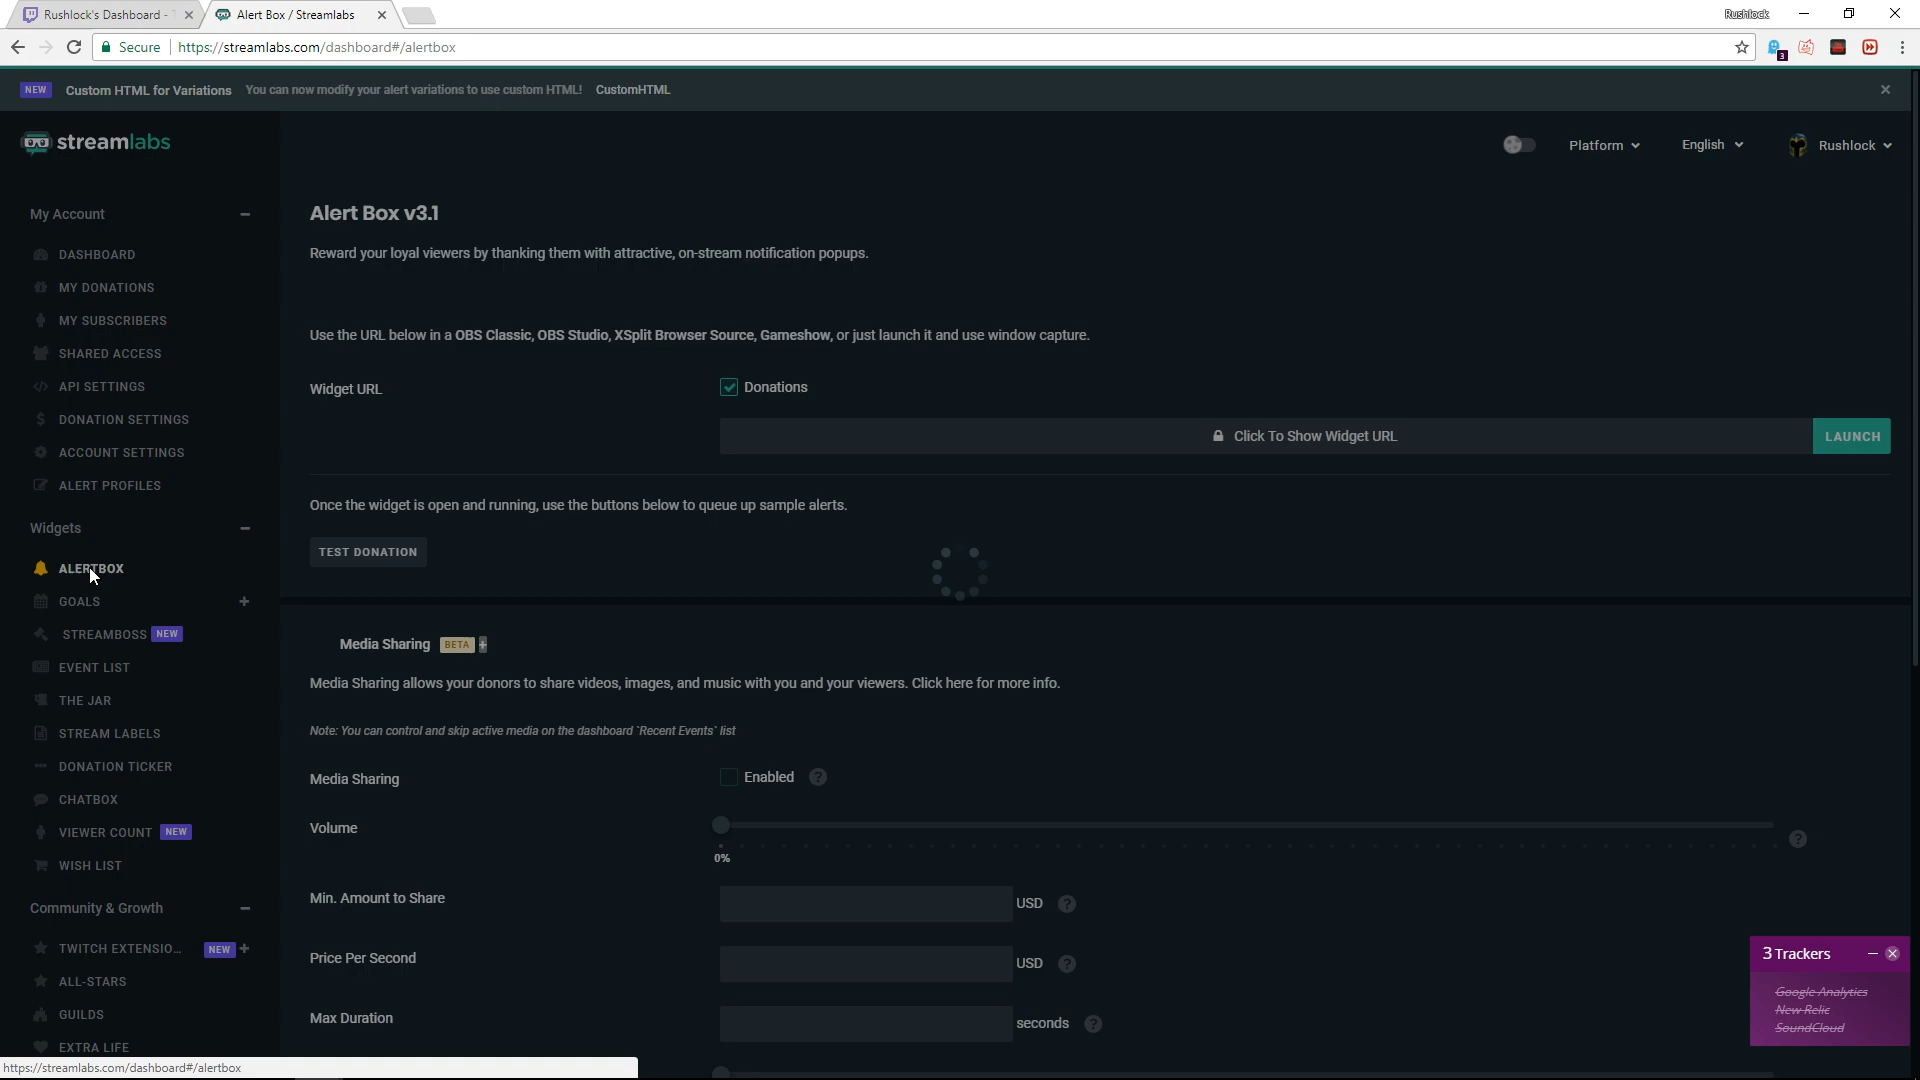 Rushlock's Dashboard -
Alert Box / Streamlabs
Rushlock
Secure
https://streamlabs.com/dashboard#/alertbox
3
NEW Custom HTML for Variations You can now modify your alert variations to use custom HTML! CustomHTML
streamlabs
Platform
English
Rushlock
My Account
DASHBOARD
MY DONATIONS
MY SUBSCRIBERS
SHARED ACCESS
API SETTINGS
DONATION SETTINGS
ACCOUNT SETTINGS
ALERT PROFILES
Widgets
ALERTBOX
GOALS
STREAMBOSS NEW
EVENT LIST
THE JAR
STREAM LABELS
DONATION TICKER
CHATBOX
VIEWER COUNT NEW
WISH LIST
Community & Growth
TWITCH EXTENSIO... NEW
ALL-STARS
GUILDS
EXTRA LIFE
https://streamlabs.com/dashboard#/alertbox
Alert Box v3.1
Reward your loyal viewers by thanking them with attractive, on-stream notification popups.
Use the URL below in a OBS Classic, OBS Studio, XSplit Browser Source, Gameshow, or just launch it and use window capture.
Widget URL
Donations
Click To Show Widget URL
LAUNCH
Once the widget is open and running, use the buttons below to queue up sample alerts.
TEST DONATION
Media Sharing BETA +
Media Sharing allows your donors to share videos, images, and music with you and your viewers. Click here for more info.
Note: You can control and skip active media on the dashboard `Recent Events` list
Media Sharing
Enabled ?
Volume
0%
?
Min. Amount to Share
USD ?
Price Per Second
USD ?
Max Duration
seconds ?
3 Trackers
Google Analytics
New Relic
SoundCloud